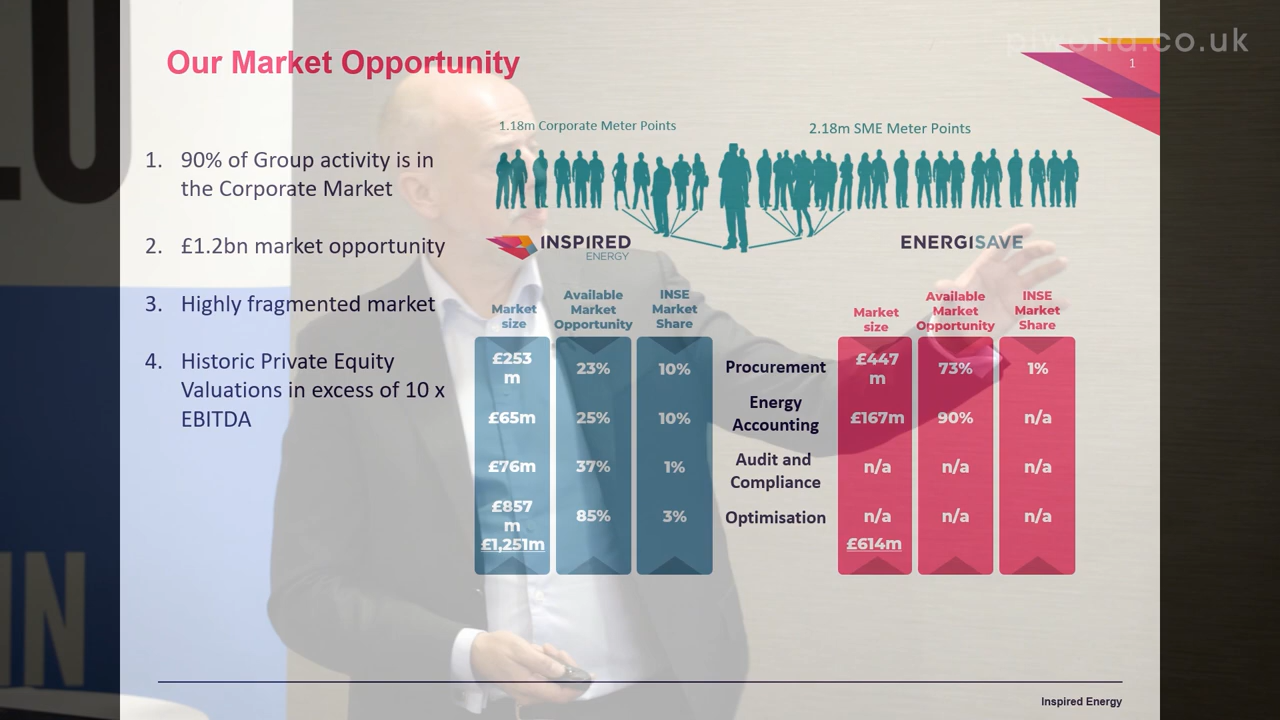 piworld.co.uk
Our Market Opportunity
1
1. 90% of Group activity is in
the Corporate Market
2. £1.2bn market opportunity
3. Highly fragmented market
4. Historic Private Equity
Valuations in excess of 10 x
EBITDA
1.18m Corporate Meter Points
2.18m SME Meter Points
INSPIRED
ENERGY
ENERGISAVE
Market
size
Available
Market
Opportunity
INSE
Market
Share
Market
size
Available
Market
Opportunity
INSE
Market
Share
£253
m
23%
10%
Procurement
£447
m
73%
1%
£65m
25%
10%
Energy
Accounting
£167m
90%
n/a
£76m
37%
1%
Audit and
Compliance
n/a
n/a
n/a
£857
m
85%
3%
Optimisation
n/a
n/a
n/a
£1,251m
£614m
IN
Inspired Energy